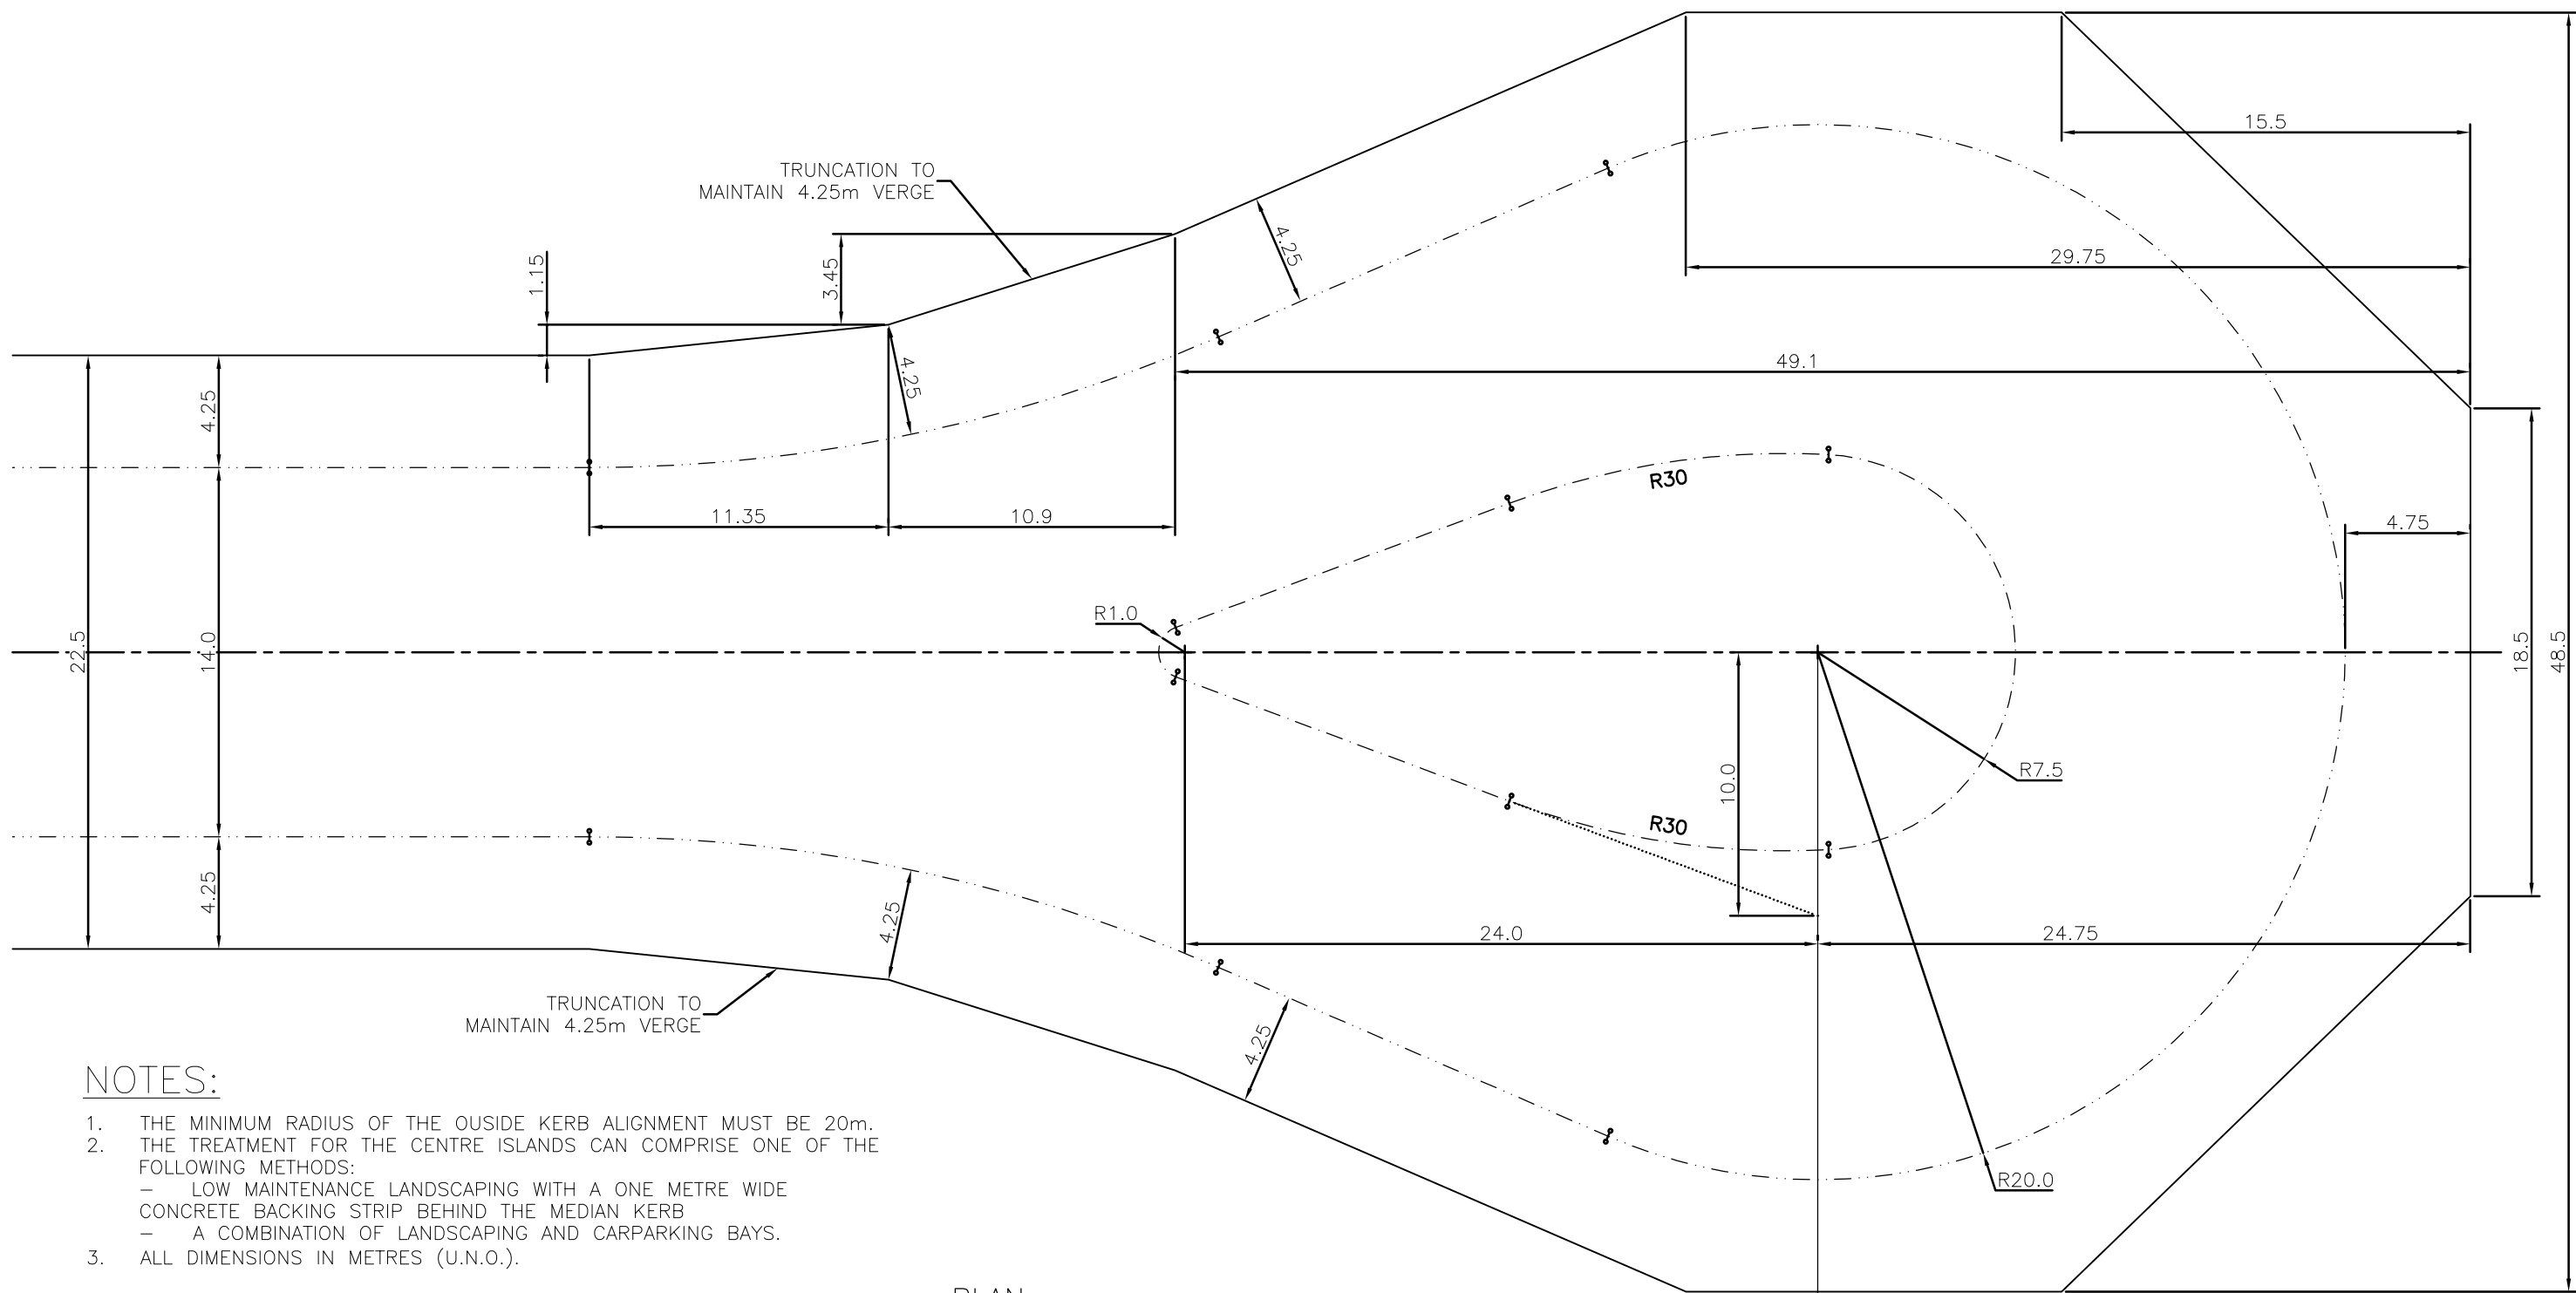 15.5
TRUNCATION TO
MAINTAIN 4.25m VERGE
4.25
29.75
1.15
3.45
49.1
4.25
4.25
R30
11.35
10.9
4.75
R1.0
22.5
14.0
18.5
48.5
10.0
R7.5
R30
4.25
4.25
24.0
24.75
TRUNCATION TO
MAINTAIN 4.25m VERGE
4.25
R20.0
NOTES:
1. THE MINIMUM RADIUS OF THE OUSIDE KERB ALIGNMENT MUST BE 20m.
2. THE TREATMENT FOR THE CENTRE ISLANDS CAN COMPRISE ONE OF THE
FOLLOWING METHODS:
– LOW MAINTENANCE LANDSCAPING WITH A ONE METRE WIDE
CONCRETE BACKING STRIP BEHIND THE MEDIAN KERB
– A COMBINATION OF LANDSCAPING AND CARPARKING BAYS.
3. ALL DIMENSIONS IN METRES (U.N.O.).
PLAN